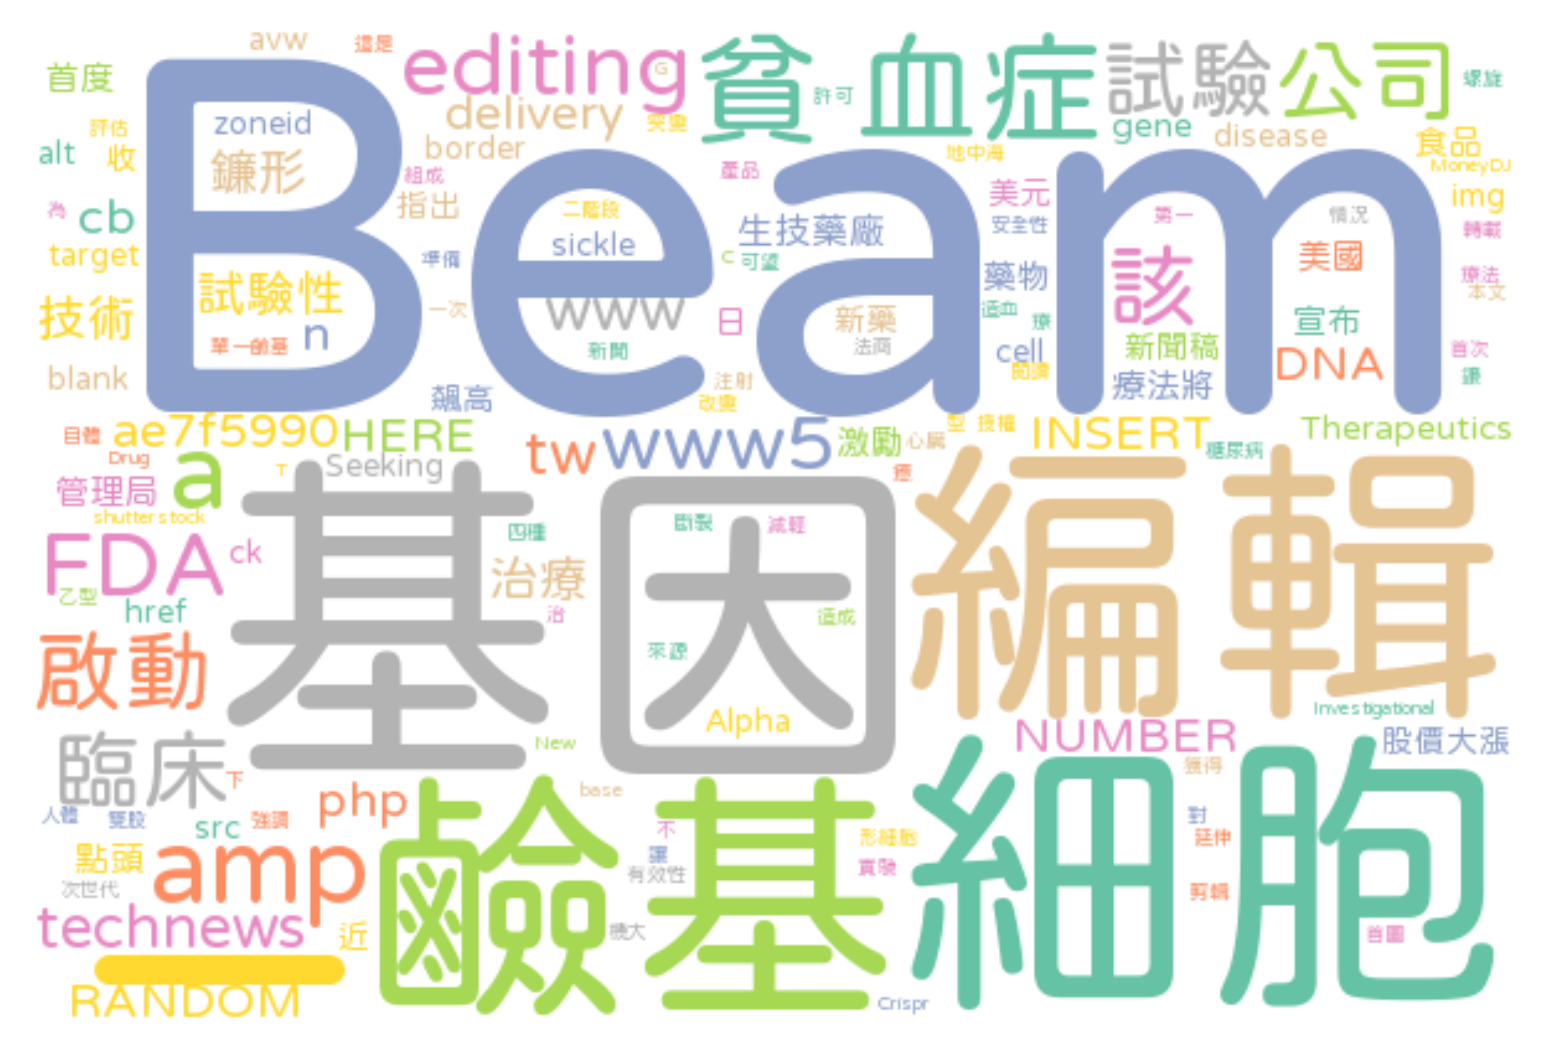 avw
這是
editing
G
貧血症
試驗
公司
首度
螺旋
許可
zoneid
delivery
突變
gene
disease
評估
alt
收
border
地中海
食品
MoneyDJ
鐮形
Beam
組成
產品
美元
img
為
cb
指出
二階段
生技藥廠
安全性
第一
情況
轉載
target
sickle
準備
C
可望
藥物
該
美國
療法
本文
試驗性
www
日
新藥
造血
療
宣布
技術
一次
n
單一鹼基
新聞
法商
cell
新聞稿
DNA
首次
blank
閱讀
鐮
注射
療法將
飆高
改變
目體
ae7f5990
HERE
tw
www5
激勵
心臟
型
授權
INSERT
Therapeutics
糖尿病
Drug
a
T
Seeking
癒
管理局
shutterstock
基因
編輯
斷裂
減輕
四種
FDA
ck
治療
乙型
href
治
造成
啟動
來源
Alpha
Investigational
臨床
New
NUMBER
股價大漲
下
獲得
php
base
人體
雙股
src
強調
鹼基
細胞
不
對
形細胞
延伸
點頭
amp
讓
有效性
實驗
次世代
剪輯
technews
近
擴大
首圖
_
RANDOM
Crispr